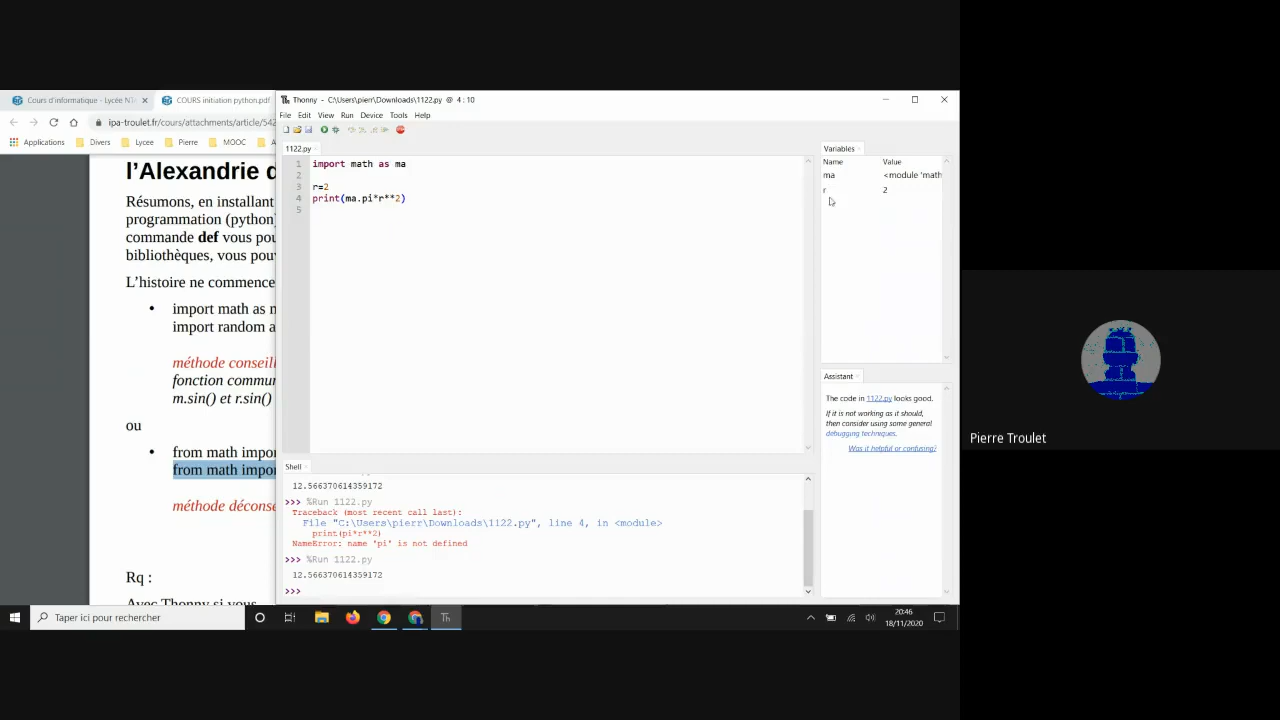 Cours d'informatique - Lycée N
COURS initiation python.pdf
ipa-troulet.fr/cours/attachments/article/542
Applications
Divers
Lycee
Pierre
MOOC
l'Alexandrie d
Résumons, en installant
programmation (python)
commande def vous pou
bibliothèques, vous pouv
L'histoire ne commence
• import math as m
import random a
méthode conseill
fonction commun
m.sin() et r.sin()
ou
• from math impor
from math impor
méthode déconse
Rq :
Avec Thonny si vous
Thonny - C:\Users\pierr\Downloads\1122.py @ 4 : 10
File Edit View Run Device Tools Help
1122.py
1 import math as ma
2
3 r=2
4 print(ma.pi*r**2)
5
Shell
12.566370614359172
>>> %Run 1122.py
Traceback (most recent call last):
File "C:\Users\pierr\Downloads\1122.py", line 4, in <module>
print(pi*r**2)
NameError: name 'pi' is not defined
>>> %Run 1122.py
12.566370614359172
>>>
Variables
Name Value
ma <module 'math
r 2
Assistant
The code in 1122.py looks good.
If it is not working as it should,
then consider using some general
debugging techniques.
Was it helpful or confusing?
Taper ici pour rechercher
Th
20:46
18/11/2020
Pierre Troulet